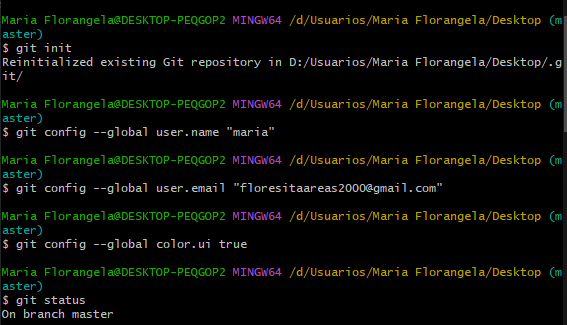 Maria Florangela@DESKTOP-PEQGOP2 MINGW64 /d/Usuarios/Maria Florangela/Desktop (m
aster)
$ git init
Reinitialized existing Git repository in D:/Usuarios/Maria Florangela/Desktop/.g
it/
Maria Florangela@DESKTOP-PEQGOP2 MINGW64 /d/Usuarios/Maria Florangela/Desktop (m
aster)
$ git config --global user.name "maria"
Maria Florangela@DESKTOP-PEQGOP2 MINGW64 /d/Usuarios/Maria Florangela/Desktop (m
aster)
$ git config --global user.email "floresitaareas2000@gmail.com"
Maria Florangela@DESKTOP-PEQGOP2 MINGW64 /d/Usuarios/Maria Florangela/Desktop (m
aster)
$ git config --global color.ui true
Maria Florangela@DESKTOP-PEQGOP2 MINGW64 /d/Usuarios/Maria Florangela/Desktop (m
aster)
$ git status
On branch master